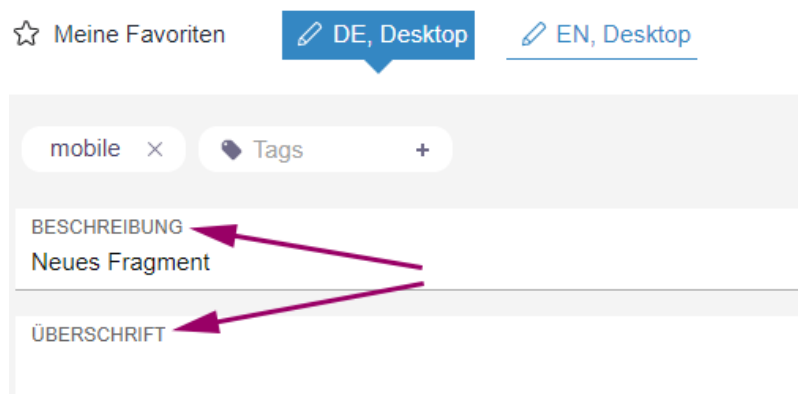 Meine Favoriten DE, Desktop EN, Desktop
mobile × Tags +
BESCHREIBUNG
Neues Fragment
ÜBERSCHRIFT